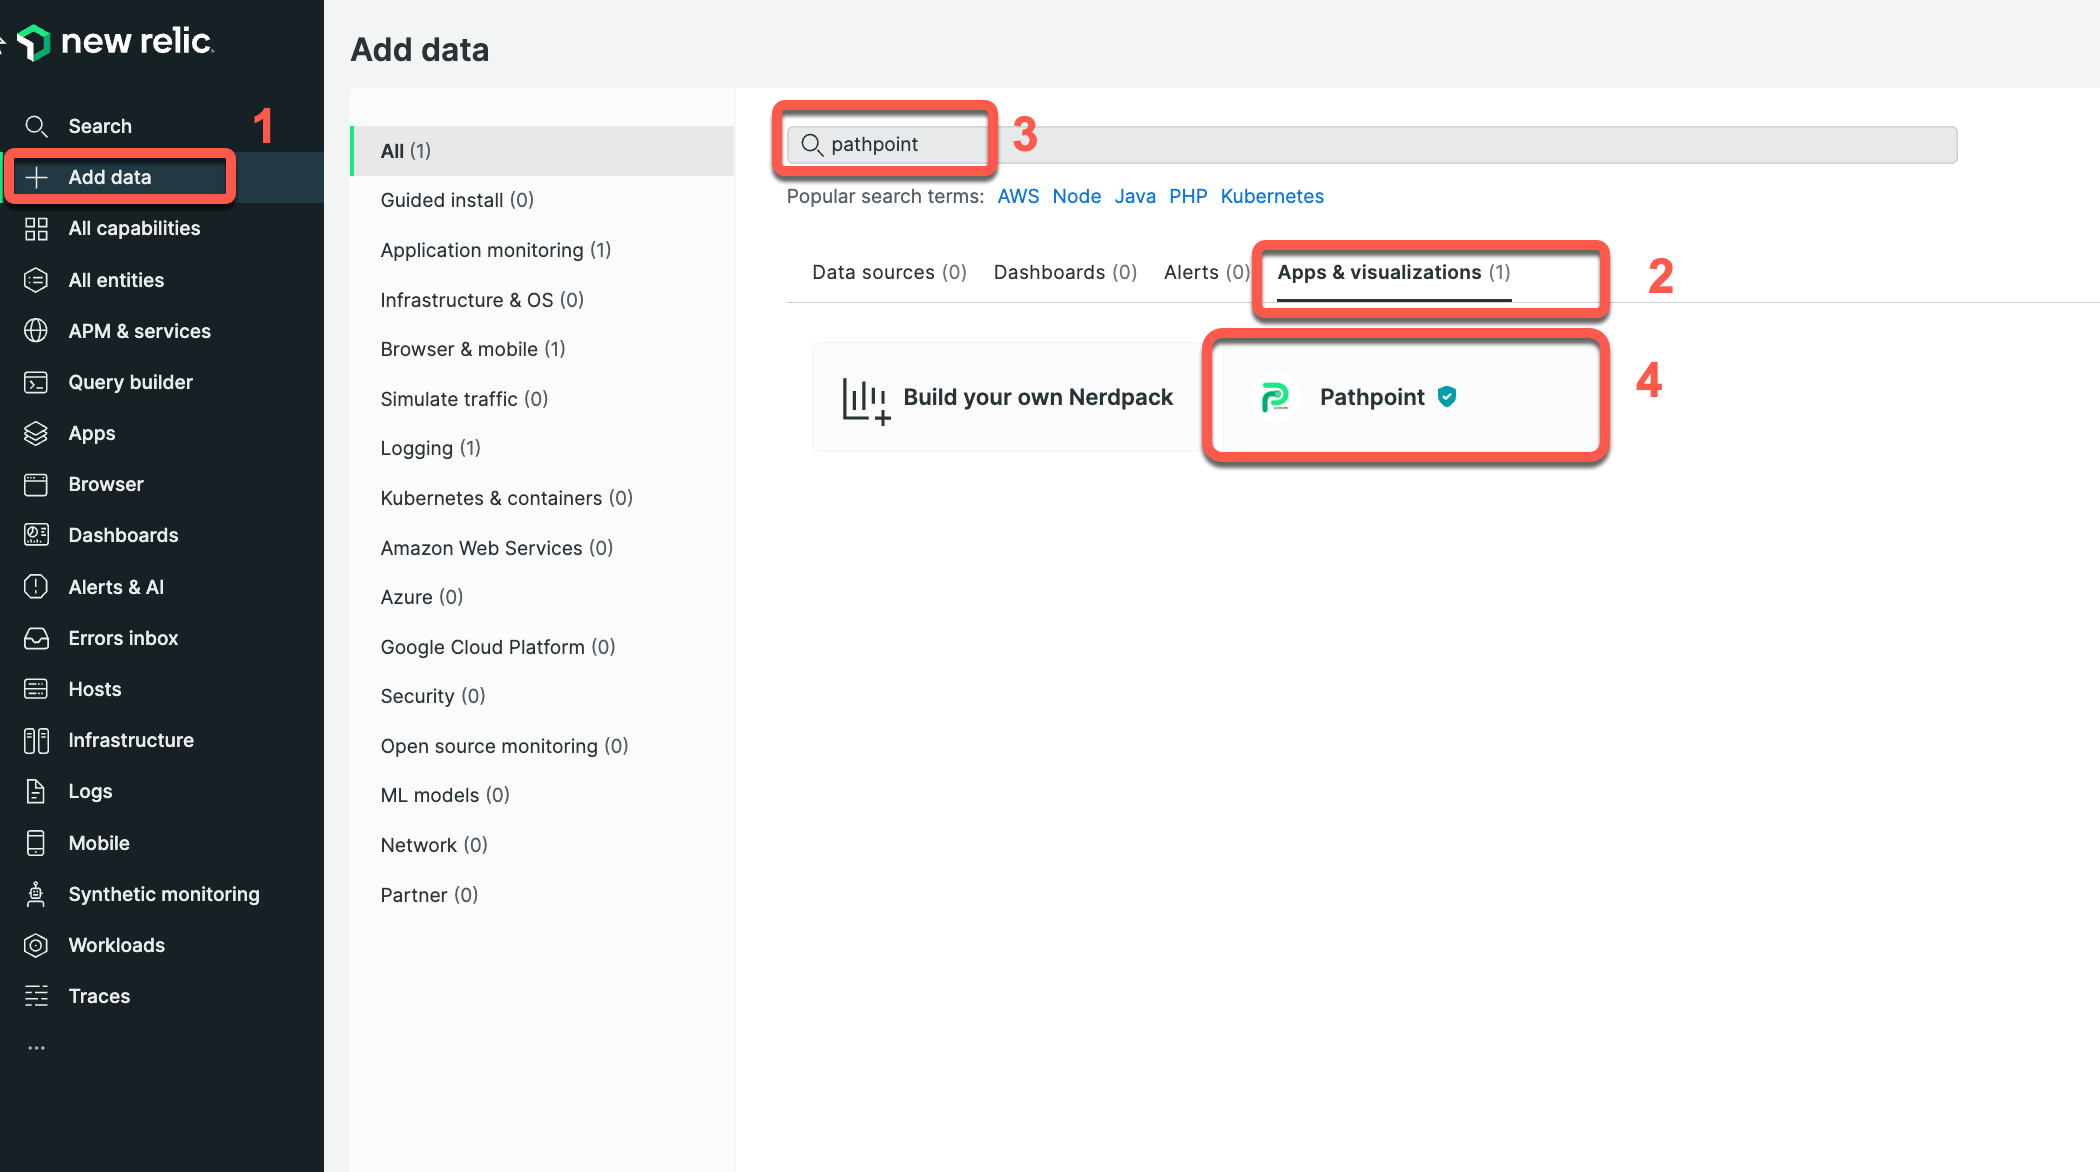 new relic.
Search
1
Add data
All capabilities
All entities
APM & services
Query builder
Apps
Browser
Dashboards
Alerts & AI
Errors inbox
Hosts
Infrastructure
Logs
Mobile
Synthetic monitoring
Workloads
Traces
...
Add data
All (1)
Guided install (0)
Application monitoring (1)
Infrastructure & OS (0)
Browser & mobile (1)
Simulate traffic (0)
Logging (1)
Kubernetes & containers (0)
Amazon Web Services (0)
Azure (0)
Google Cloud Platform (0)
Security (0)
Open source monitoring (0)
ML models (0)
Network (0)
Partner (0)
pathpoint 3
Popular search terms: AWS Node Java PHP Kubernetes
Data sources (0) Dashboards (0) Alerts (0) Apps & visualizations (1) 2
Build your own Nerdpack
Pathpoint 4